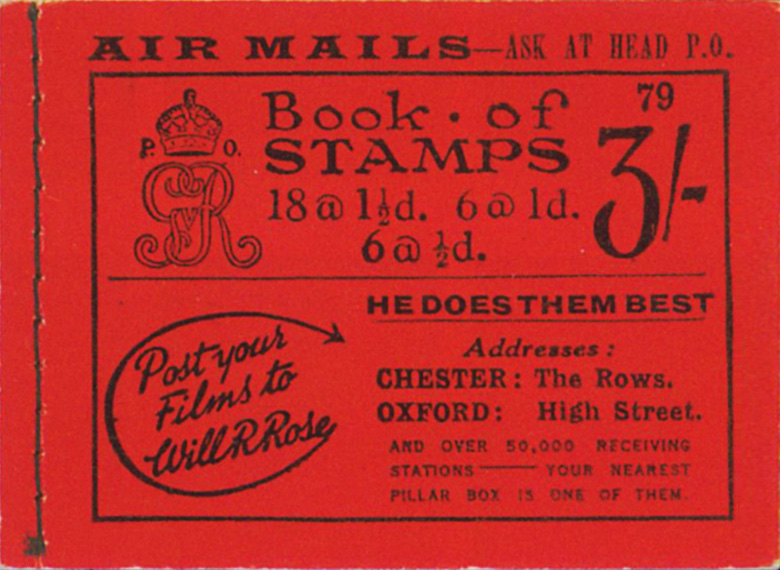 AIR MAILS—ASK AT HEAD P.O.
79
Book · of
STAMPS
3/-
P. O.
GVR
18 @ 1½d. 6 @ 1d.
6 @ ½d.
HE DOES THEM BEST
Post your
Films to
Will R Rose
Addresses:
CHESTER: The Rows.
OXFORD: High Street.
AND OVER 50,000 RECEIVING
STATIONS — YOUR NEAREST
PILLAR BOX IS ONE OF THEM.